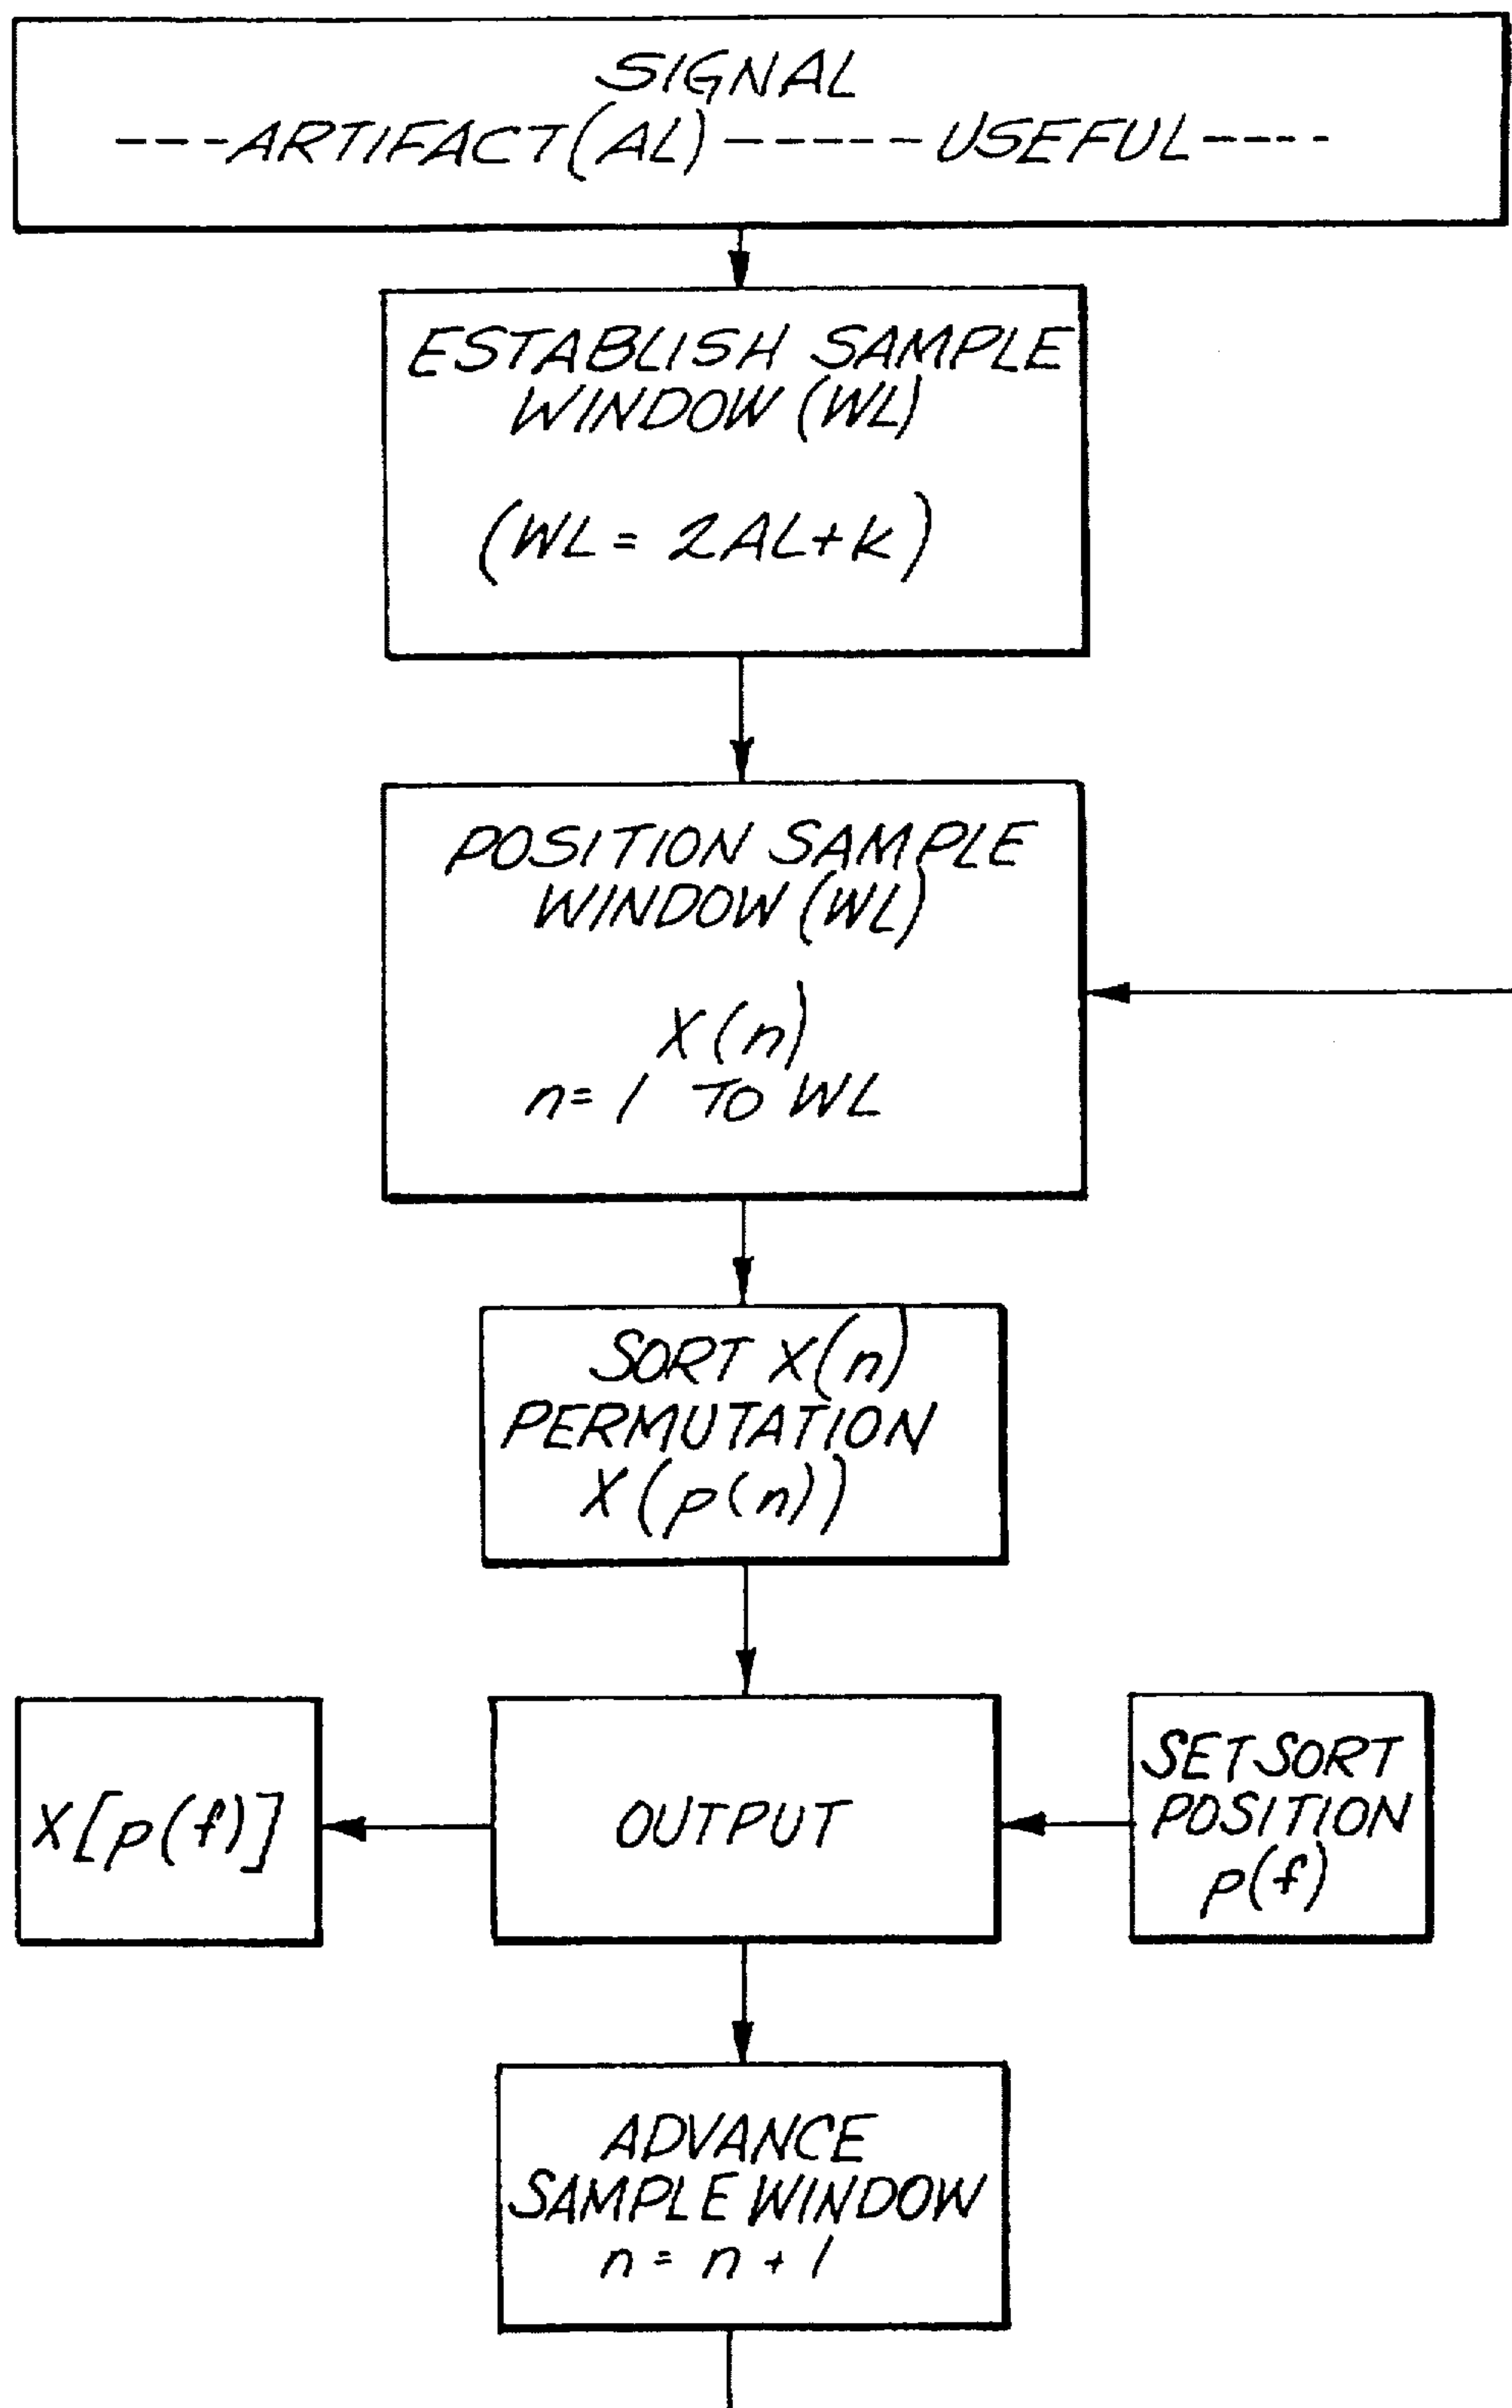 SIGNAL
---ARTIFACT(AL)------USEFUL----
ESTABLISH SAMPLE
WINDOW (WL)
(WL = 2AL+K)
POSITION SAMPLE
WINDOW (WL)
X(n)
n=1 TO WL
SORT X(n)
PERMUTATION
X(p(n))
X[p(f)]
OUTPUT
SET SORT
POSITION
p(f)
ADVANCE
SAMPLE WINDOW
n = n + 1